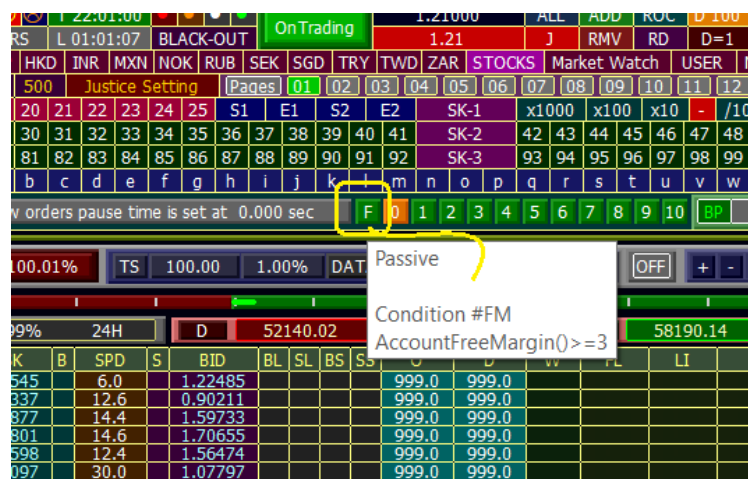 T 22:01:00 OnTrading 1.21000 ALL ADD ROC D 100
RS L 01:01:07 BLACK-OUT 1.21 J RMV RD D=1
HKD INR MXN NOK RUB SEK SGD TRY TWD ZAR STOCKS Market Watch USER
500 Justice Setting Pages 01 02 03 04 05 06 07 08 09 10 11 12
20 21 22 23 24 25 S1 E1 S2 E2 SK-1 x1000 x100 x10 - /10
30 31 32 33 34 35 36 37 38 39 40 41 SK-2 42 43 44 45 46 47 48
81 82 83 84 85 86 87 88 89 90 91 92 SK-3 93 94 95 96 97 98 99
b c d e f g h i j k l m n o p q r s t u v w
w orders pause time is set at 0.000 sec F 0 1 2 3 4 5 6 7 8 9 10 BP
100.01% TS 100.00 1.00% DAT OFF + -
Passive
Condition #FM
AccountFreeMargin()>=3
99% 24H D 52140.02 58190.14
K B SPD S BID BL SL BS SS W LI
545 6.0 1.22485 999.0 999.0
337 12.6 0.90211 999.0 999.0
877 14.4 1.59733 999.0 999.0
801 14.6 1.70655 999.0 999.0
598 12.4 1.56474 999.0 999.0
097 30.0 1.07797 999.0 999.0